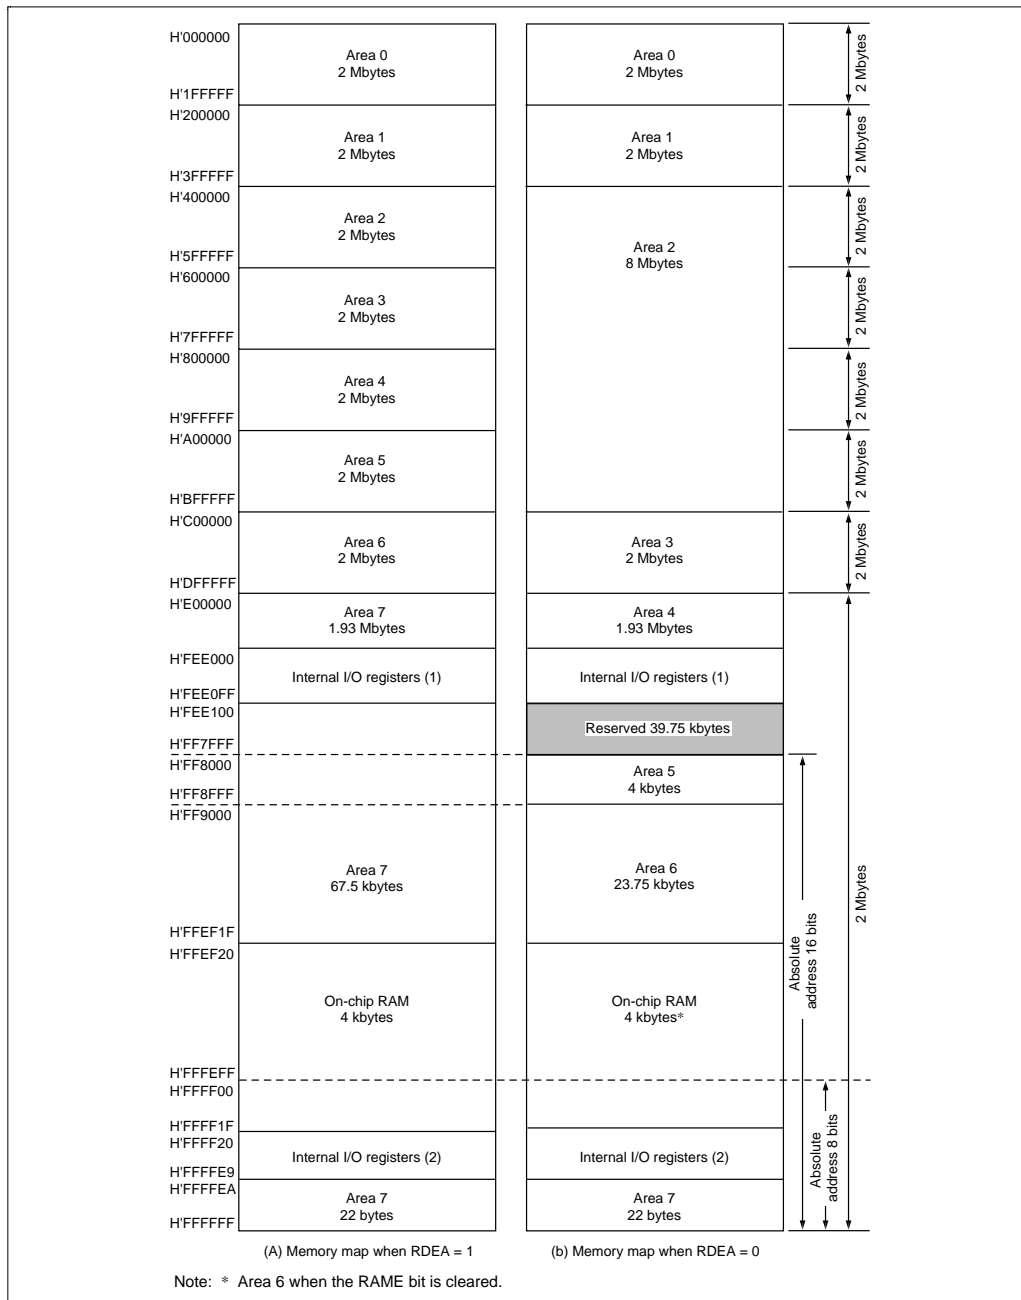 H'000000
Area 0
2 Mbytes
Area 0
2 Mbytes
2 Mbytes
H'1FFFFF
H'200000
Area 1
2 Mbytes
Area 1
2 Mbytes
2 Mbytes
H'3FFFFF
H'400000
Area 2
2 Mbytes
Area 2
8 Mbytes
2 Mbytes
H'5FFFFF
H'600000
Area 3
2 Mbytes
2 Mbytes
H'7FFFFF
H'800000
Area 4
2 Mbytes
2 Mbytes
H'9FFFFF
H'A00000
Area 5
2 Mbytes
2 Mbytes
H'BFFFFF
H'C00000
Area 6
2 Mbytes
Area 3
2 Mbytes
2 Mbytes
H'DFFFFF
H'E00000
Area 7
1.93 Mbytes
Area 4
1.93 Mbytes
H'FEE000
Internal I/O registers (1)
Internal I/O registers (1)
H'FEE0FF
H'FEE100
Reserved 39.75 kbytes
H'FF7FFF
H'FF8000
Area 5
4 kbytes
H'FF8FFF
H'FF9000
Area 7
67.5 kbytes
Area 6
23.75 kbytes
2 Mbytes
H'FFEF1F
H'FFEF20
Absolute
address 16 bits
On-chip RAM
4 kbytes
On-chip RAM
4 kbytes*
H'FFFEFF
H'FFFF00
H'FFFF1F
H'FFFF20
Internal I/O registers (2)
Internal I/O registers (2)
Absolute
address 8 bits
H'FFFFE9
H'FFFFEA
Area 7
22 bytes
Area 7
22 bytes
H'FFFFFF
(A) Memory map when RDEA = 1
(b) Memory map when RDEA = 0
Note: * Area 6 when the RAME bit is cleared.